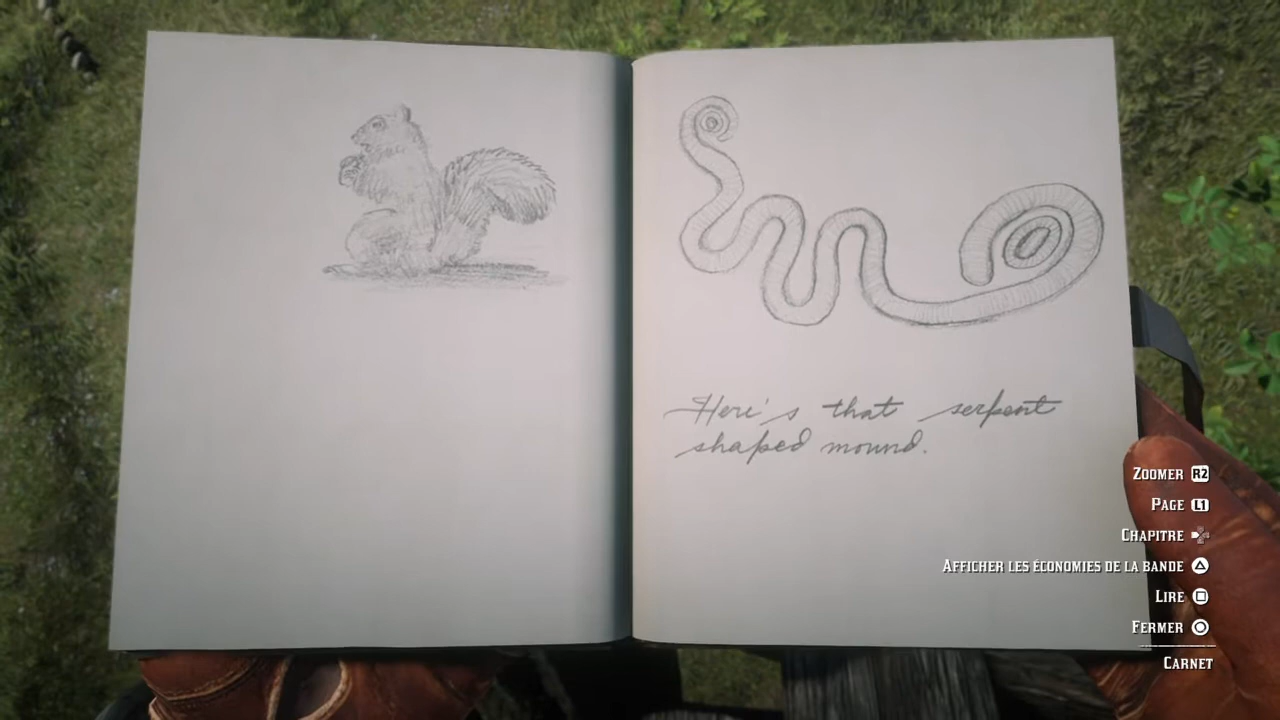 Here's that serpent
shaped mound.
ZOOMER R2
PAGE L1
CHAPITRE
AFFICHER LES ÉCONOMIES DE LA BANDE
LIRE
FERMER
CARNET